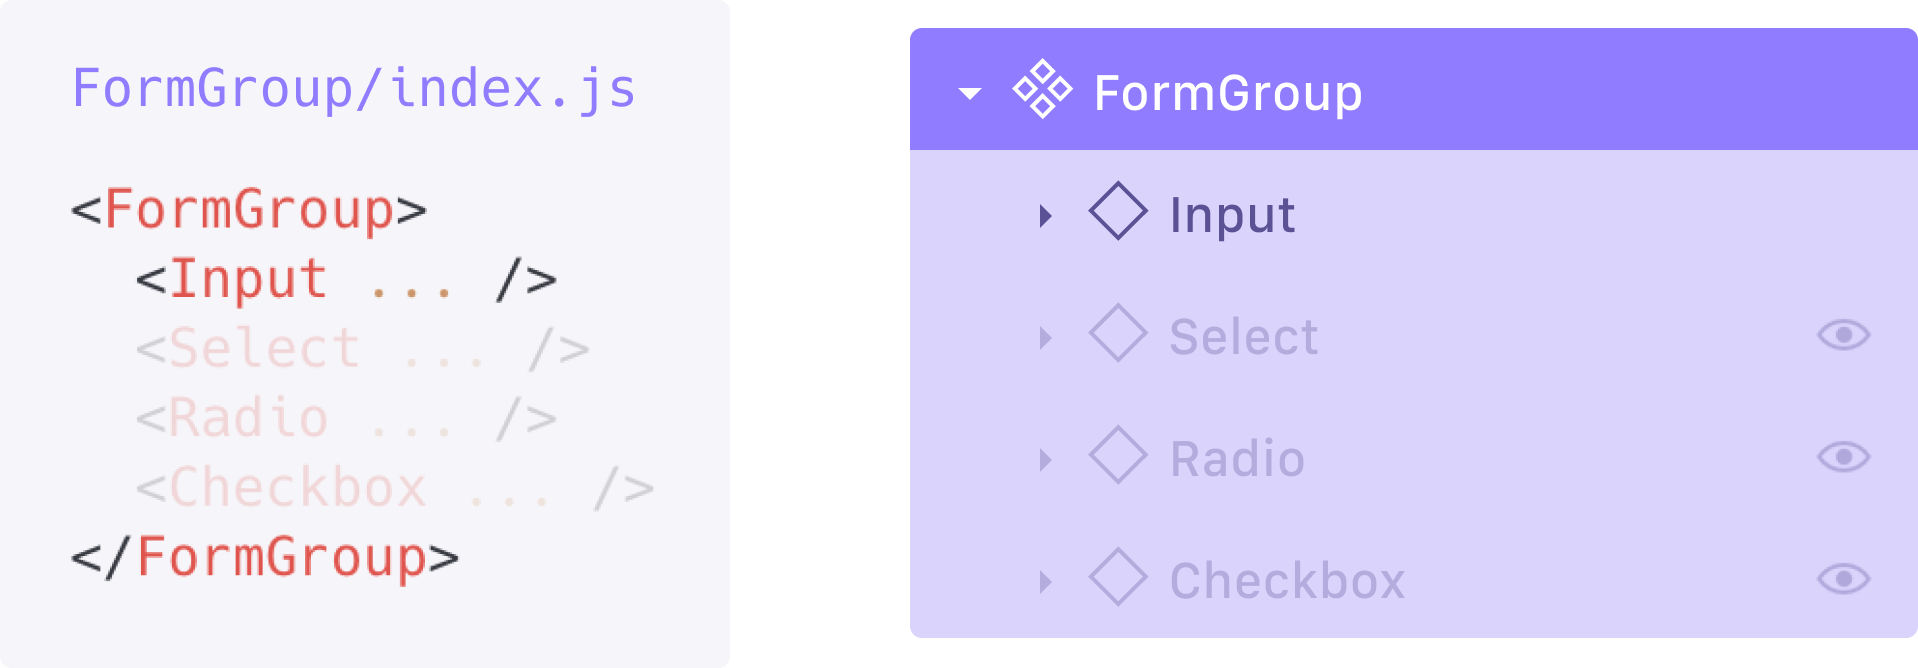 FormGroup/index.js
<FormGroup>
<Input ... />
<Select ... />
<Radio ... />
<Checkbox ... />
</FormGroup>
FormGroup
Input
Select
Radio
Checkbox